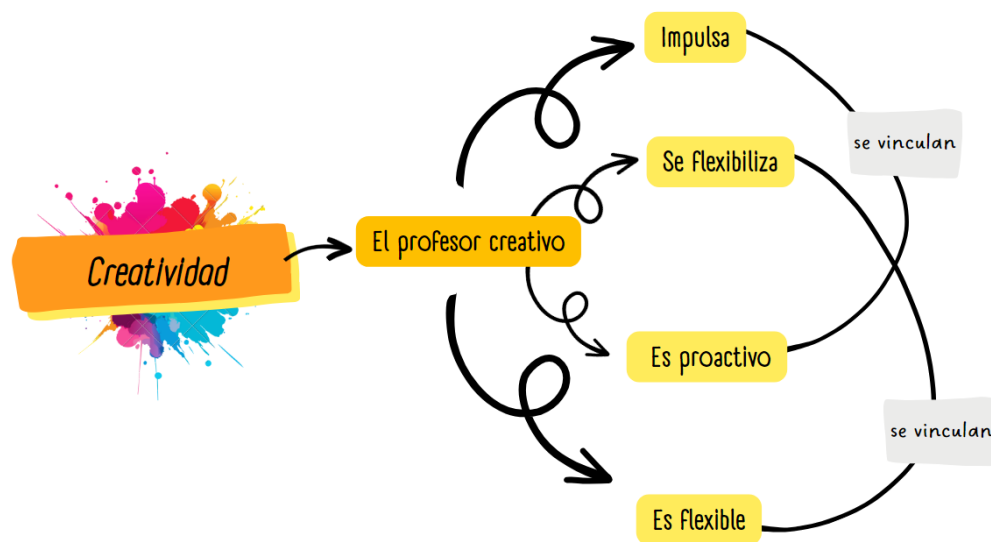 Impulsa
se vinculan
Se flexibiliza
El profesor creativo
Creatividad
Es proactivo
se vinculan
Es flexible